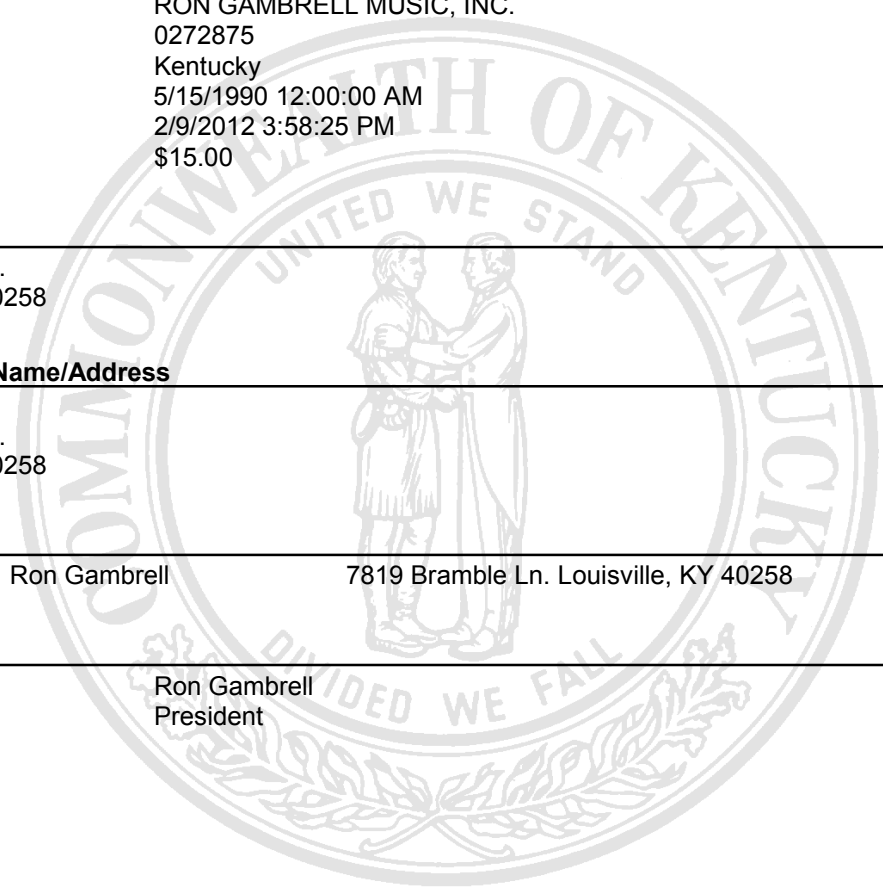 RON GAMBRELL MUSIC, INC.
0272875
Kentucky
5/15/1990 12:00:00 AM
2/9/2012 3:58:25 PM
$15.00
.
0258
Name/Address
.
0258
Ron Gambrell 7819 Bramble Ln. Louisville, KY 40258
Ron Gambrell
President
COMMONWEALTH OF KENTUCKY
UNITED WE STAND
DIVIDED WE FALL